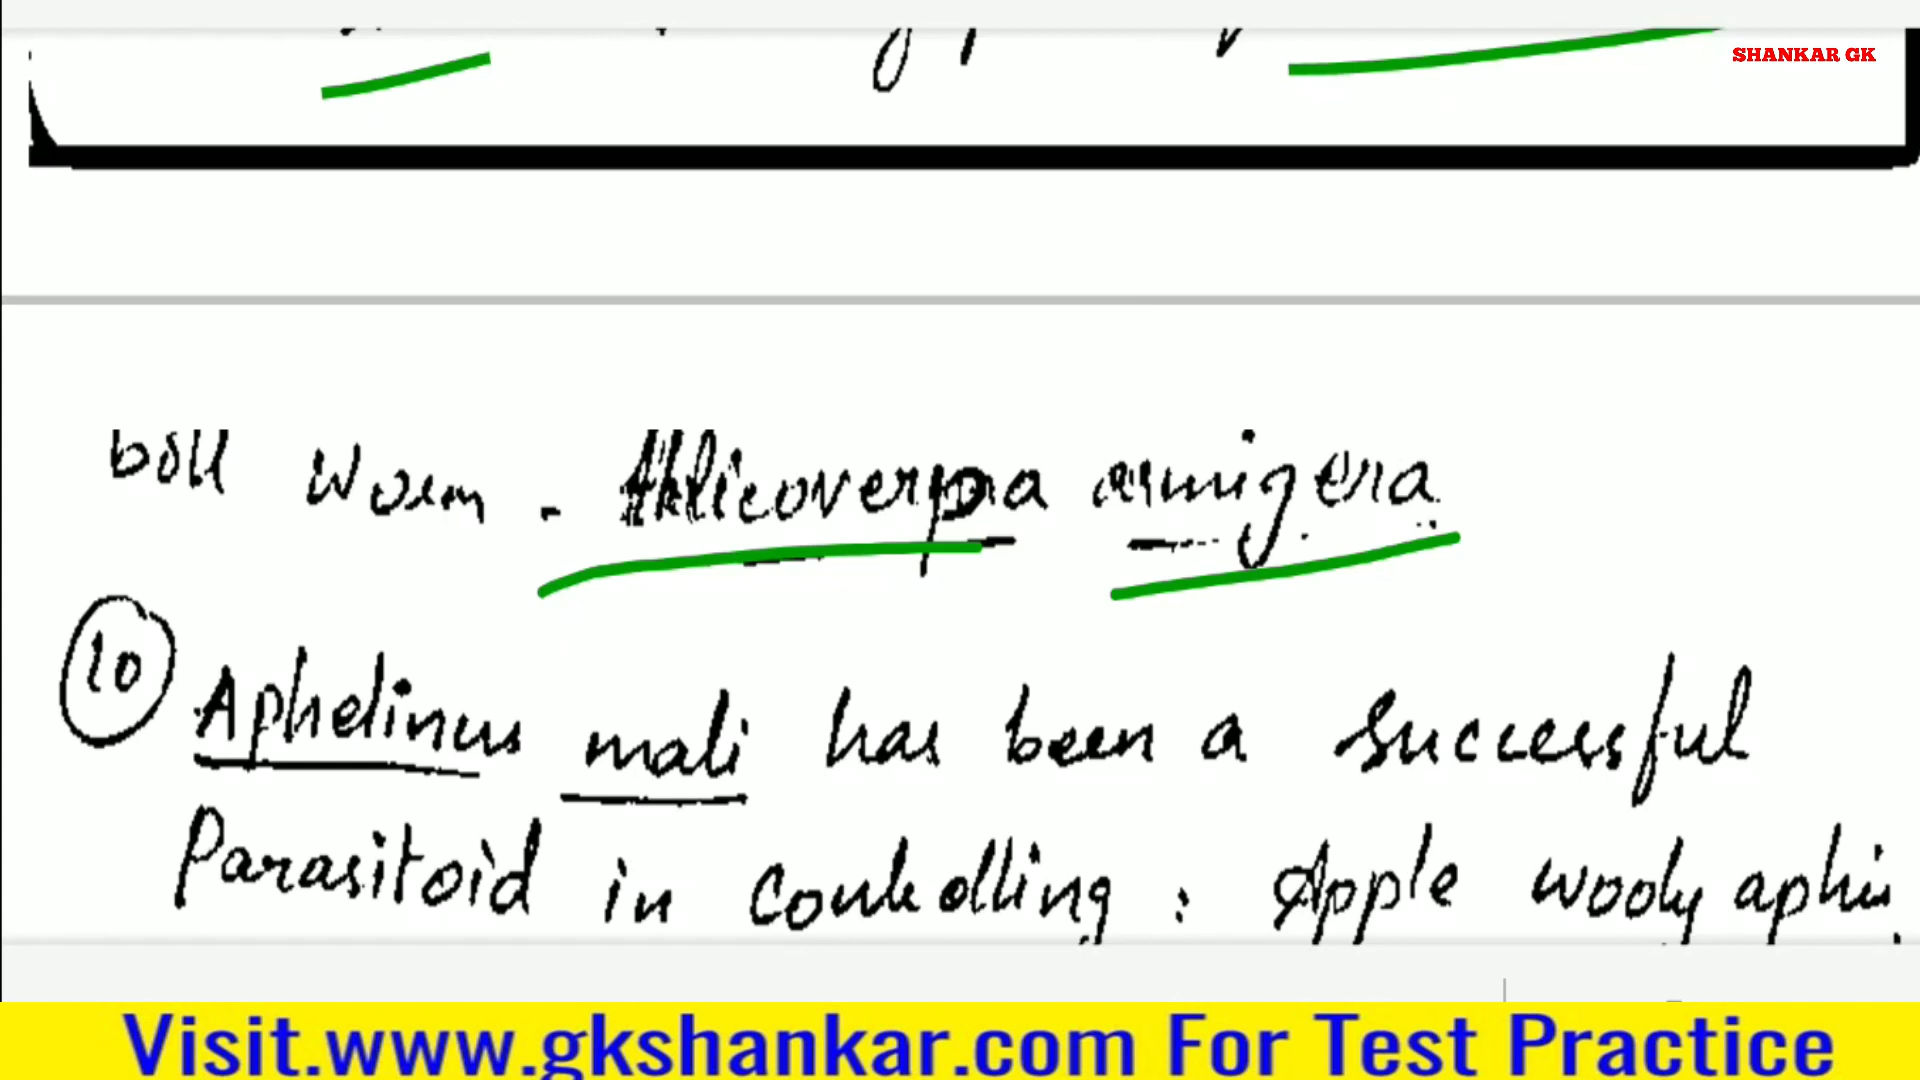 SHANKAR GK
boll worm - Helicoverpa armigera
10 Aphelinus mali has been a successful
Parasitoid in controlling : Apple wooly aphis
Visit.www.gkshankar.com For Test Practice